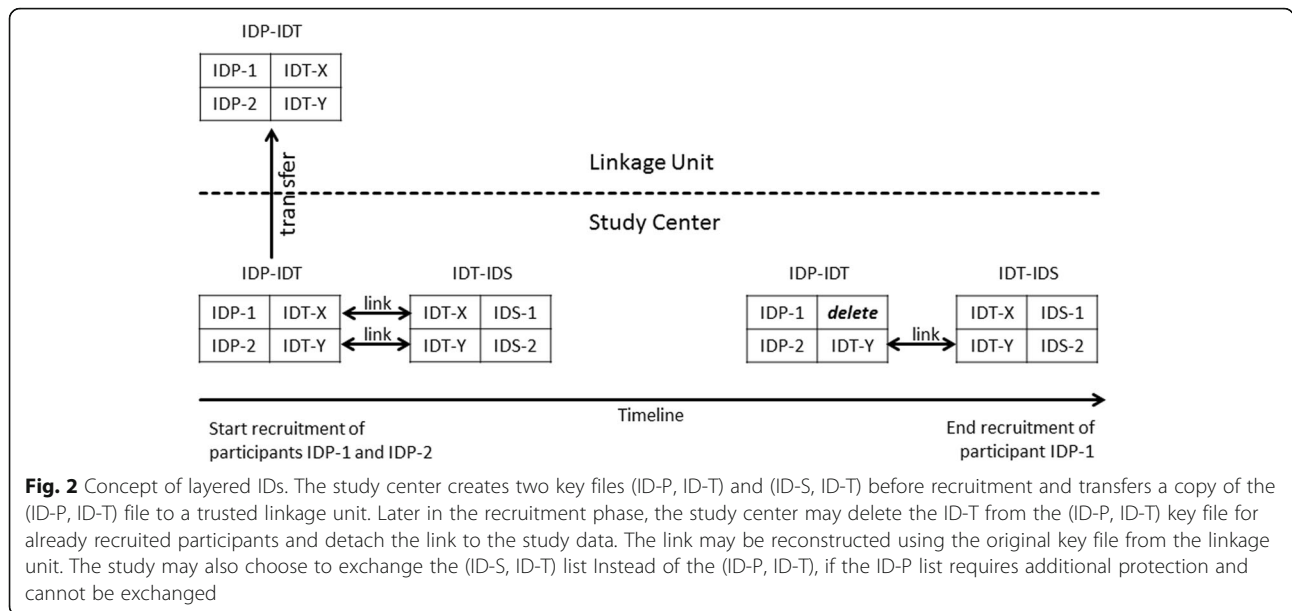 IDP-IDT
IDP-1 IDT-X
IDP-2 IDT-Y
transfer
Linkage Unit
Study Center
IDP-IDT IDT-IDS IDP-IDT IDT-IDS
IDP-1 IDT-X link IDT-X IDS-1 IDP-1 delete IDT-X IDS-1
IDP-2 IDT-Y link IDT-Y IDS-2 IDP-2 IDT-Y link IDT-Y IDS-2
Timeline
Start recruitment of End recruitment of
participants IDP-1 and IDP-2 participant IDP-1
Fig. 2 Concept of layered IDs. The study center creates two key files (ID-P, ID-T) and (ID-S, ID-T) before recruitment and transfers a copy of the
(ID-P, ID-T) file to a trusted linkage unit. Later in the recruitment phase, the study center may delete the ID-T from the (ID-P, ID-T) key file for
already recruited participants and detach the link to the study data. The link may be reconstructed using the original key file from the linkage
unit. The study may also choose to exchange the (ID-S, ID-T) list Instead of the (ID-P, ID-T), if the ID-P list requires additional protection and
cannot be exchanged